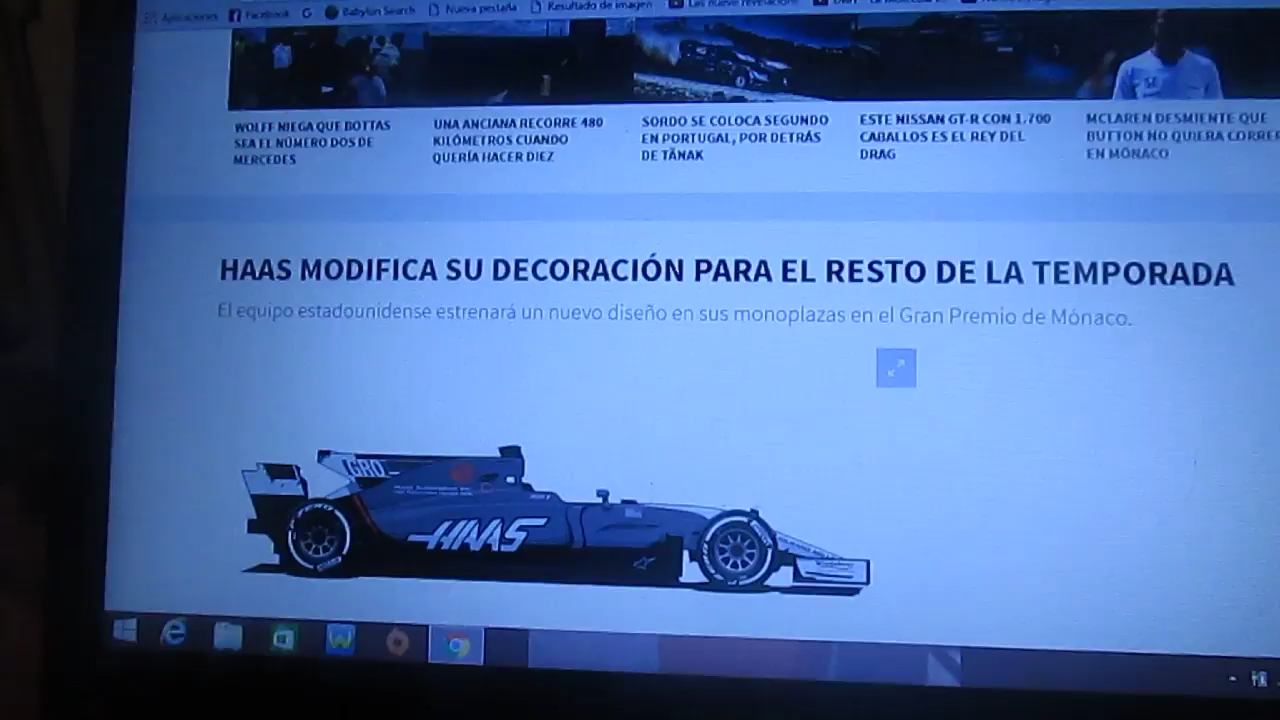 Aplicaciones Facebook G Babylon Search Nueva pestaña Resultado de imagen
WOLFF NIEGA QUE BOTTAS
SEA EL NÚMERO DOS DE
MERCEDES
UNA ANCIANA RECORRE 480
KILÓMETROS CUANDO
QUERÍA HACER DIEZ
SORDO SE COLOCA SEGUNDO
EN PORTUGAL, POR DETRÁS
DE TÄNAK
ESTE NISSAN GT-R CON 1.700
CABALLOS ES EL REY DEL
DRAG
MCLAREN DESMIENTE QUE
BUTTON NO QUIERA CORRER
EN MÓNACO
HAAS MODIFICA SU DECORACIÓN PARA EL RESTO DE LA TEMPORADA
El equipo estadounidense estrenará un nuevo diseño en sus monoplazas en el Gran Premio de Mónaco.
GRO
HAAS